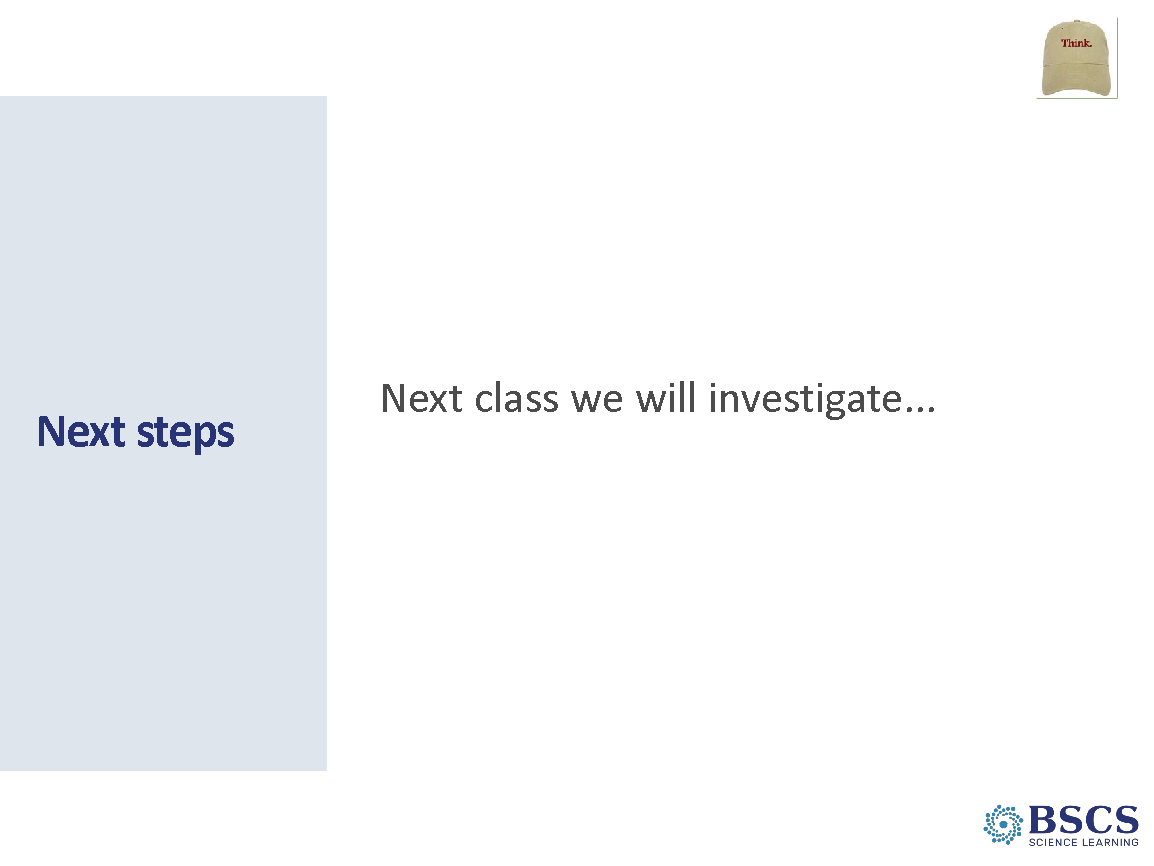 Think.
Next steps
Next class we will investigate...
BSCS
SCIENCE LEARNING